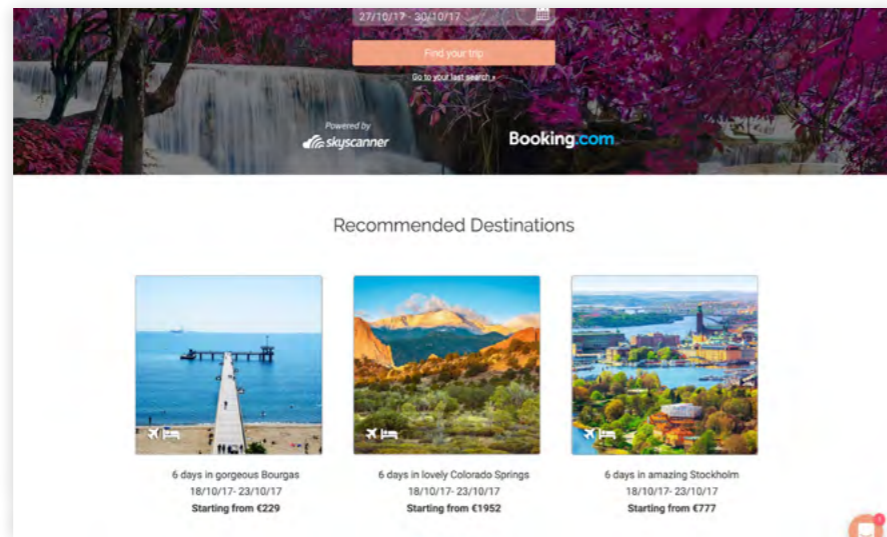 27/10/17 - 30/10/17
Find your trip
Go to your last search »
Powered by
skyscanner
Booking.com
Recommended Destinations
6 days in gorgeous Bourgas
18/10/17- 23/10/17
Starting from €229
6 days in lovely Colorado Springs
18/10/17- 23/10/17
Starting from €1952
6 days in amazing Stockholm
18/10/17- 23/10/17
Starting from €777